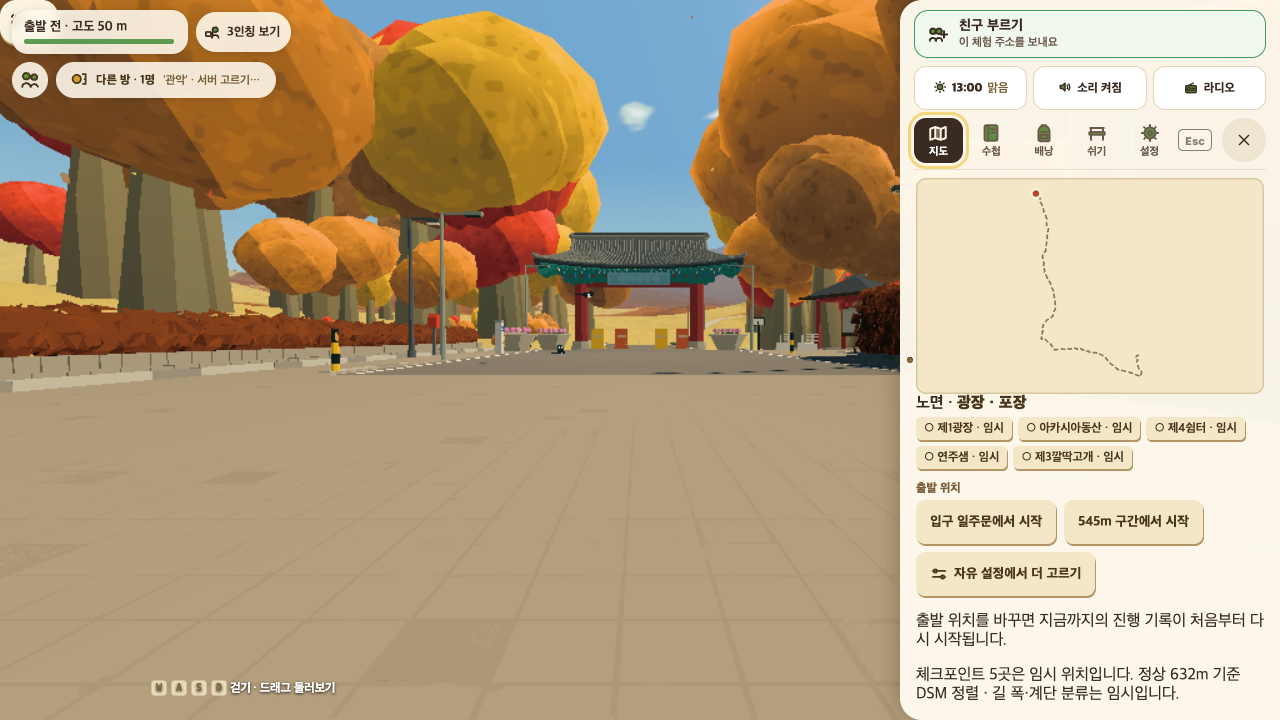 출발 전 · 고도 50 m
3인칭 보기
다른 방 · 1명 '관악' · 서버 고르기…
W A S D 걷기 · 드래그 둘러보기
친구 부르기
이 체험 주소를 보내요
13:00 맑음
소리 켜짐
라디오
지도
수첩
배낭
쉬기
설정
Esc
노면 · 광장 · 포장
제1광장 · 임시
아카시아동산 · 임시
제4쉼터 · 임시
연주샘 · 임시
제3깔딱고개 · 임시
출발 위치
입구 일주문에서 시작
545m 구간에서 시작
자유 설정에서 더 고르기
출발 위치를 바꾸면 지금까지의 진행 기록이 처음부터 다
시 시작됩니다.
체크포인트 5곳은 임시 위치입니다. 정상 632m 기준
DSM 정렬 · 길 폭·계단 분류는 임시입니다.